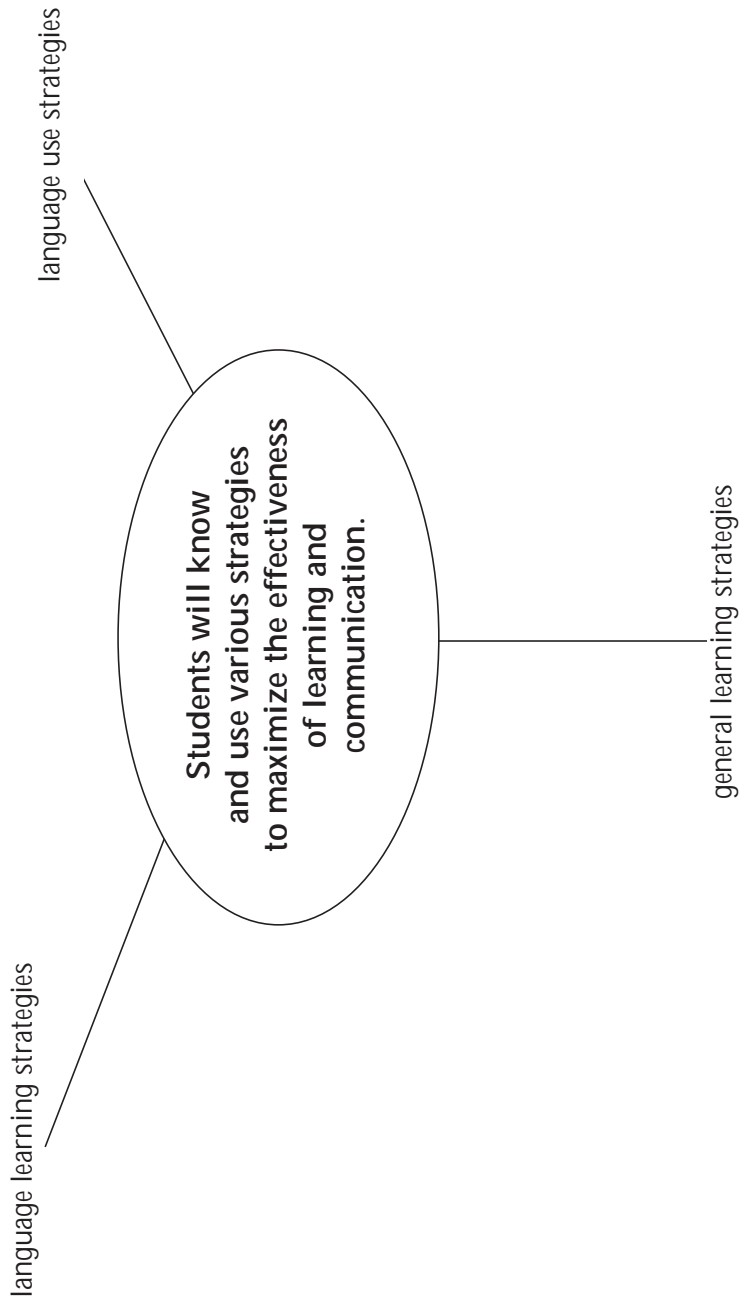 language learning strategies
language use strategies
Students will know
and use various strategies
to maximize the effectiveness
of learning and
communication.
general learning strategies